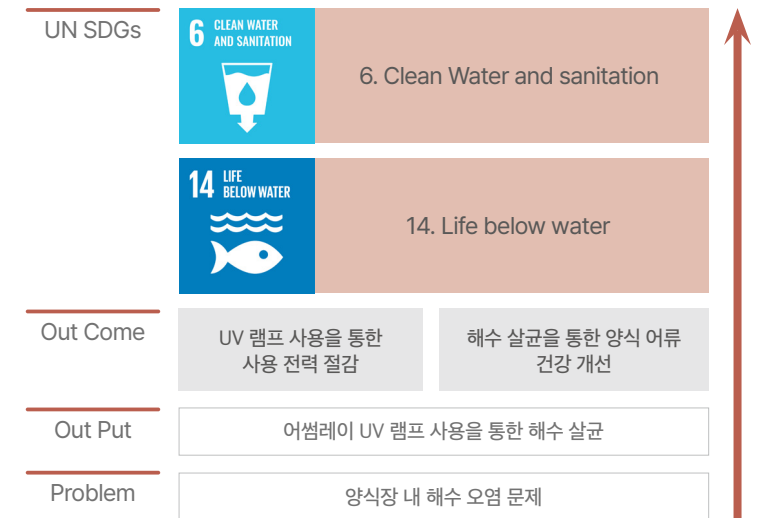 UN SDGs
6 CLEAN WATER
AND SANITATION
6. Clean Water and sanitation
14 LIFE
BELOW WATER
14. Life below water
Out Come
UV 램프 사용을 통한
사용 전력 절감
해수 살균을 통한 양식 어류
건강 개선
Out Put
어썸레이 UV 램프 사용을 통한 해수 살균
Problem
양식장 내 해수 오염 문제